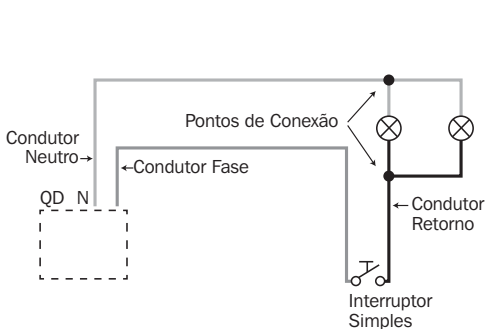 Pontos de Conexão
Condutor
Neutro
Condutor Fase
QD N
Condutor
Retorno
Interruptor
Simples